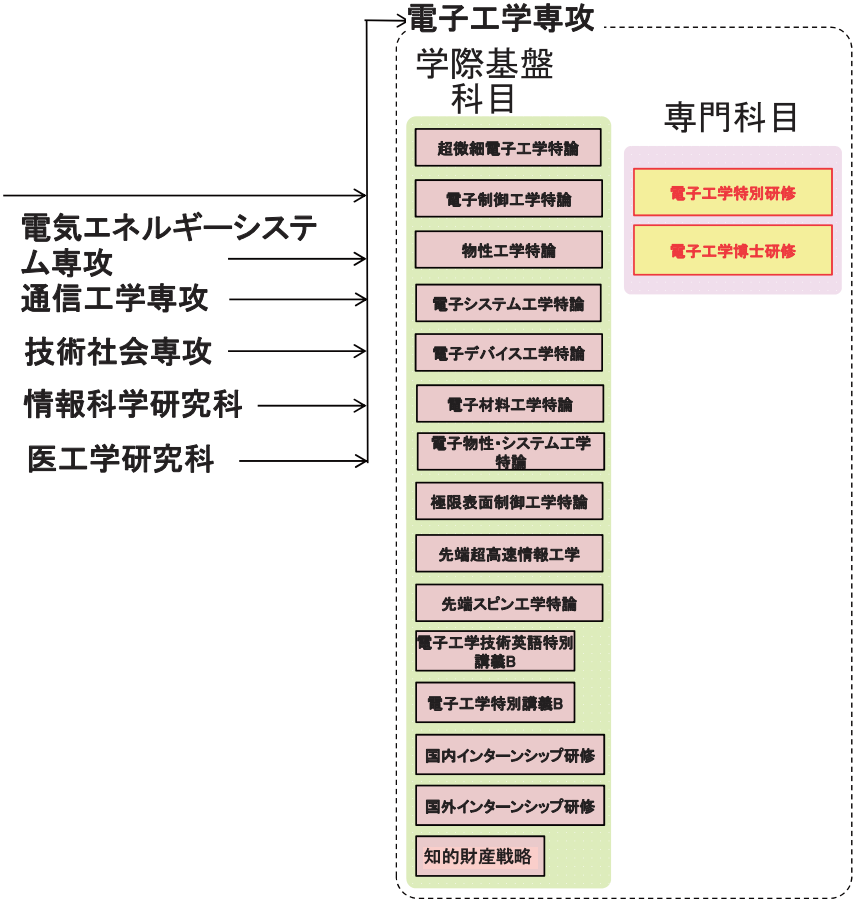 電子工学専攻
学際基盤
科目
専門科目
超微細電子工学特論
電子制御工学特論
物性工学特論
電子システム工学特論
電子デバイス工学特論
電子材料工学特論
電子物性・システム工学
特論
極限表面制御工学特論
先端超高速情報工学
先端スピン工学特論
電子工学技術英語特別
講義B
電子工学特別講義B
国内インターンシップ研修
国外インターンシップ研修
知的財産戦略
電子工学特別研修
電子工学博士研修
電気エネルギーシステ
ム専攻
通信工学専攻
技術社会専攻
情報科学研究科
医工学研究科